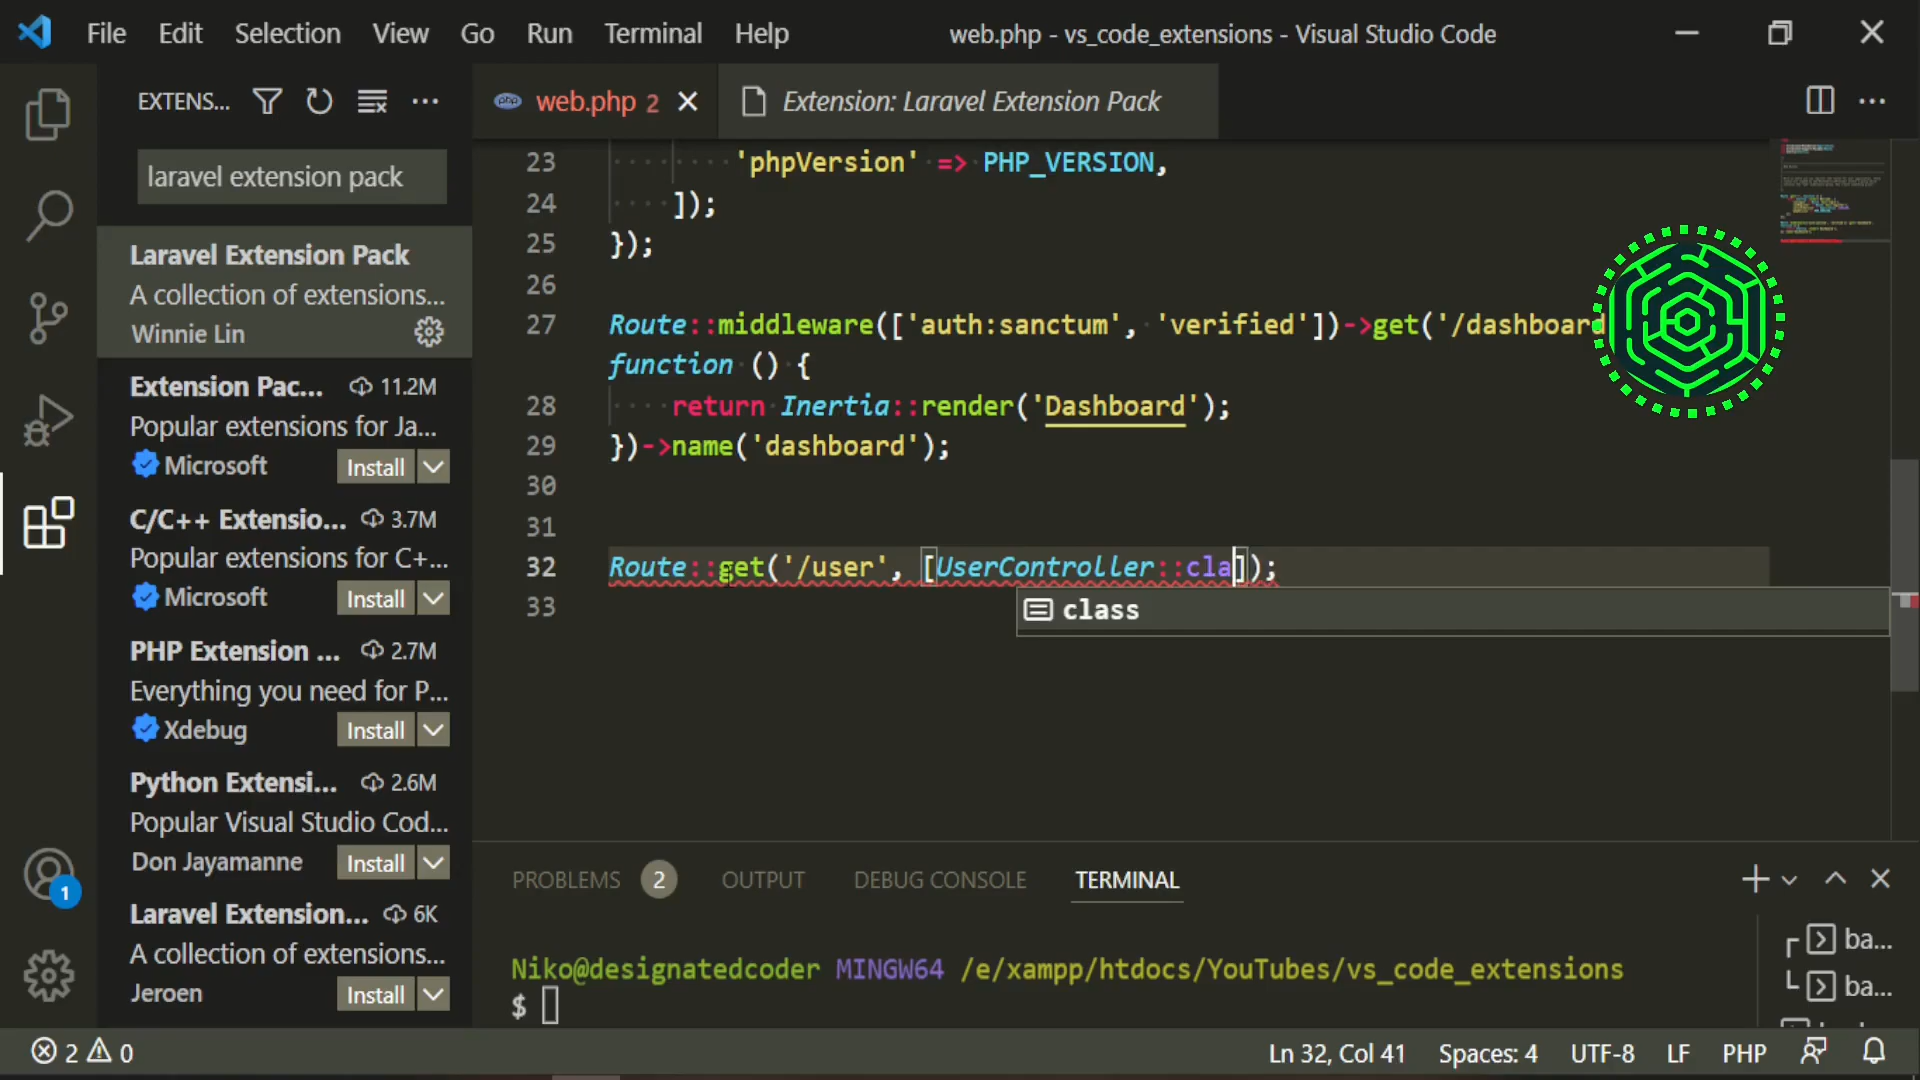 File Edit Selection View Go Run Terminal Help
web.php - vs_code_extensions - Visual Studio Code
EXTENS...
laravel extension pack
Laravel Extension Pack
A collection of extensions...
Winnie Lin
Extension Pac... 11.2M
Popular extensions for Ja...
Microsoft Install
C/C++ Extensio... 3.7M
Popular extensions for C+...
Microsoft Install
PHP Extension ... 2.7M
Everything you need for P...
Xdebug Install
Python Extensi... 2.6M
Popular Visual Studio Cod...
Don Jayamanne Install
Laravel Extension... 6K
A collection of extensions...
Jeroen Install
1
php web.php 2
Extension: Laravel Extension Pack
23 'phpVersion' => PHP_VERSION,
24 ]);
25 });
26
27 Route::middleware(['auth:sanctum', 'verified'])->get('/dashboard
function () {
28 return Inertia::render('Dashboard');
29 })->name('dashboard');
30
31
32 Route::get('/user', [UserController::cla]);
33
class
PROBLEMS 2 OUTPUT DEBUG CONSOLE TERMINAL
Niko@designatedcoder MINGW64 /e/xampp/htdocs/YouTubes/vs_code_extensions
$
ba...
ba...
2 0
Ln 32, Col 41 Spaces: 4 UTF-8 LF PHP